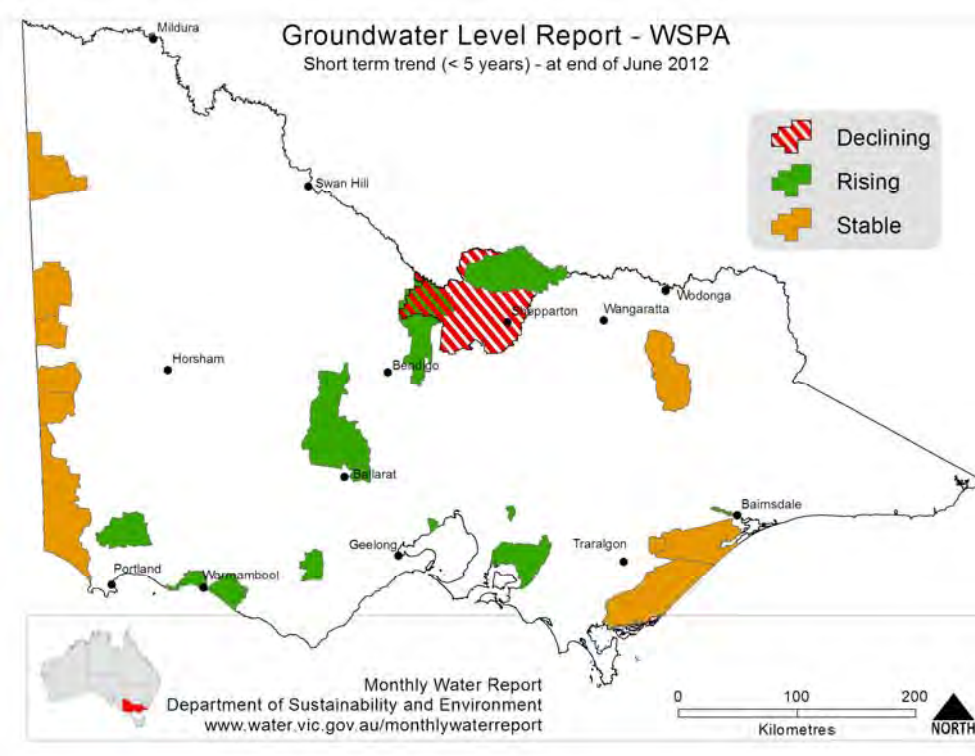 Groundwater Level Report - WSPA
Short term trend (< 5 years) - at end of June 2012
Mildura
Declining
Rising
Stable
Swan Hill
Wodonga
Shepparton
Wangaratta
Horsham
Bendigo
Ballarat
Bairnsdale
Geelong
Traralgon
Portland
Warrnambool
Monthly Water Report
Department of Sustainability and Environment
www.water.vic.gov.au/monthlywaterreport
0 100 200
Kilometres
NORTH